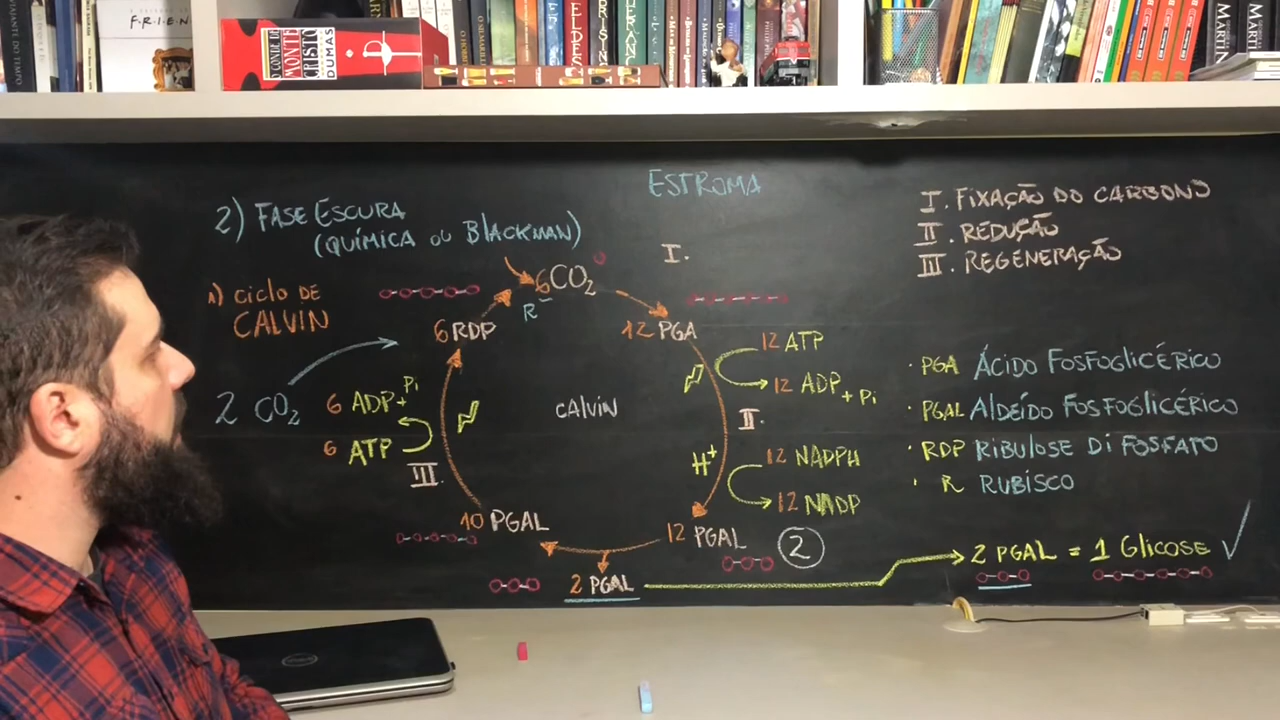 FRIENDS
O CONDE DE
MONTE
CRISTO
DUMAS
MARTIN
MARTIN
ESTROMA
2) FASE ESCURA
(QUÍMICA OU BLACKMAN)
1) CICLO DE
CALVIN
2 CO2
I. FIXAÇÃO DO CARBONO
II. REDUÇÃO
III. REGENERAÇÃO
6CO2
R
I.
6 RDP
12 PGA
12 ATP
12 ADP + Pi
II.
H+
12 NADPH
12 NADP
CALVIN
6 ADP+Pi
6 ATP
III.
10 PGAL
12 PGAL
2
2 PGAL
• PGA ÁCIDO FOSFOGLICÉRICO
• PGAL ALDEÍDO FOSFOGLICÉRICO
• RDP RIBULOSE DI FOSFATO
• R RUBISCO
2 PGAL = 1 GLICOSE